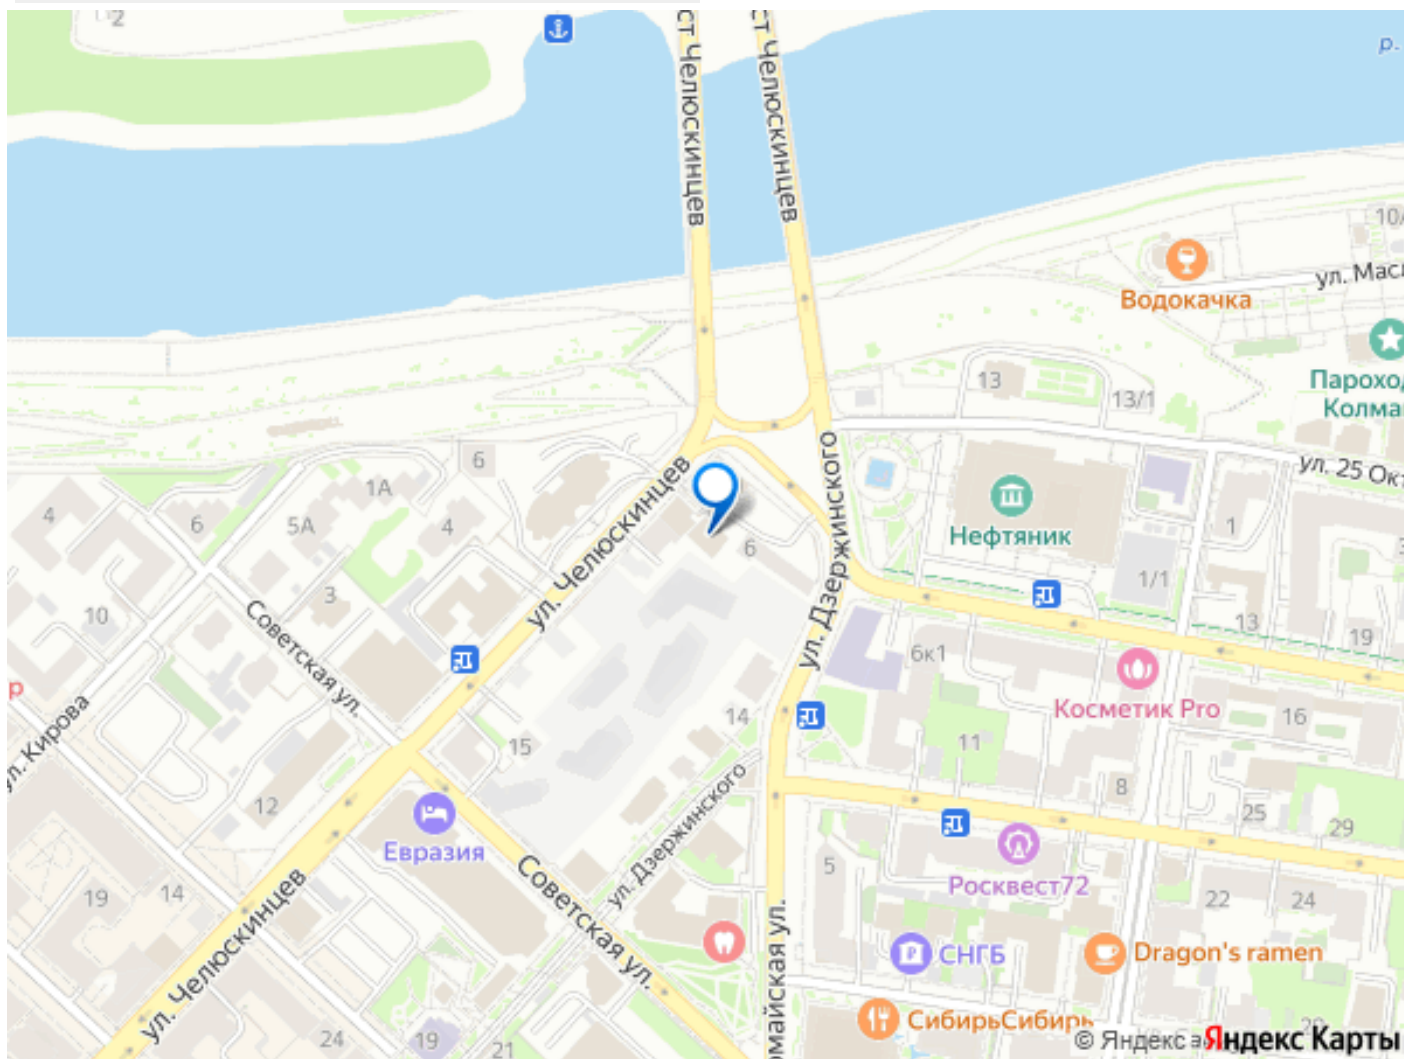 2
ст Челюскинцев
ст Челюскинцев
р.
10/
ул. Масл
Водокачка
Пароход
Колма
13
13/1
ул. 25 Окт
6
1А
4
6
5А
4
ул. Челюскинцев
6
ул. Дзержинского
Нефтяник
1
1/1
3
10
Советская ул.
13
19
6к1
Косметик Pro
р
ул. Кирова
14
16
11
15
12
8
25
29
Евразия
ул. Дзержинского
Росквест72
5
22
24
19
14
Советская ул.
омайская ул.
СНГБ
Dragon's ramen
ул. Челюскинцев
СибирьСибирь
24
19
21
© Яндекс
Яндекс Карты